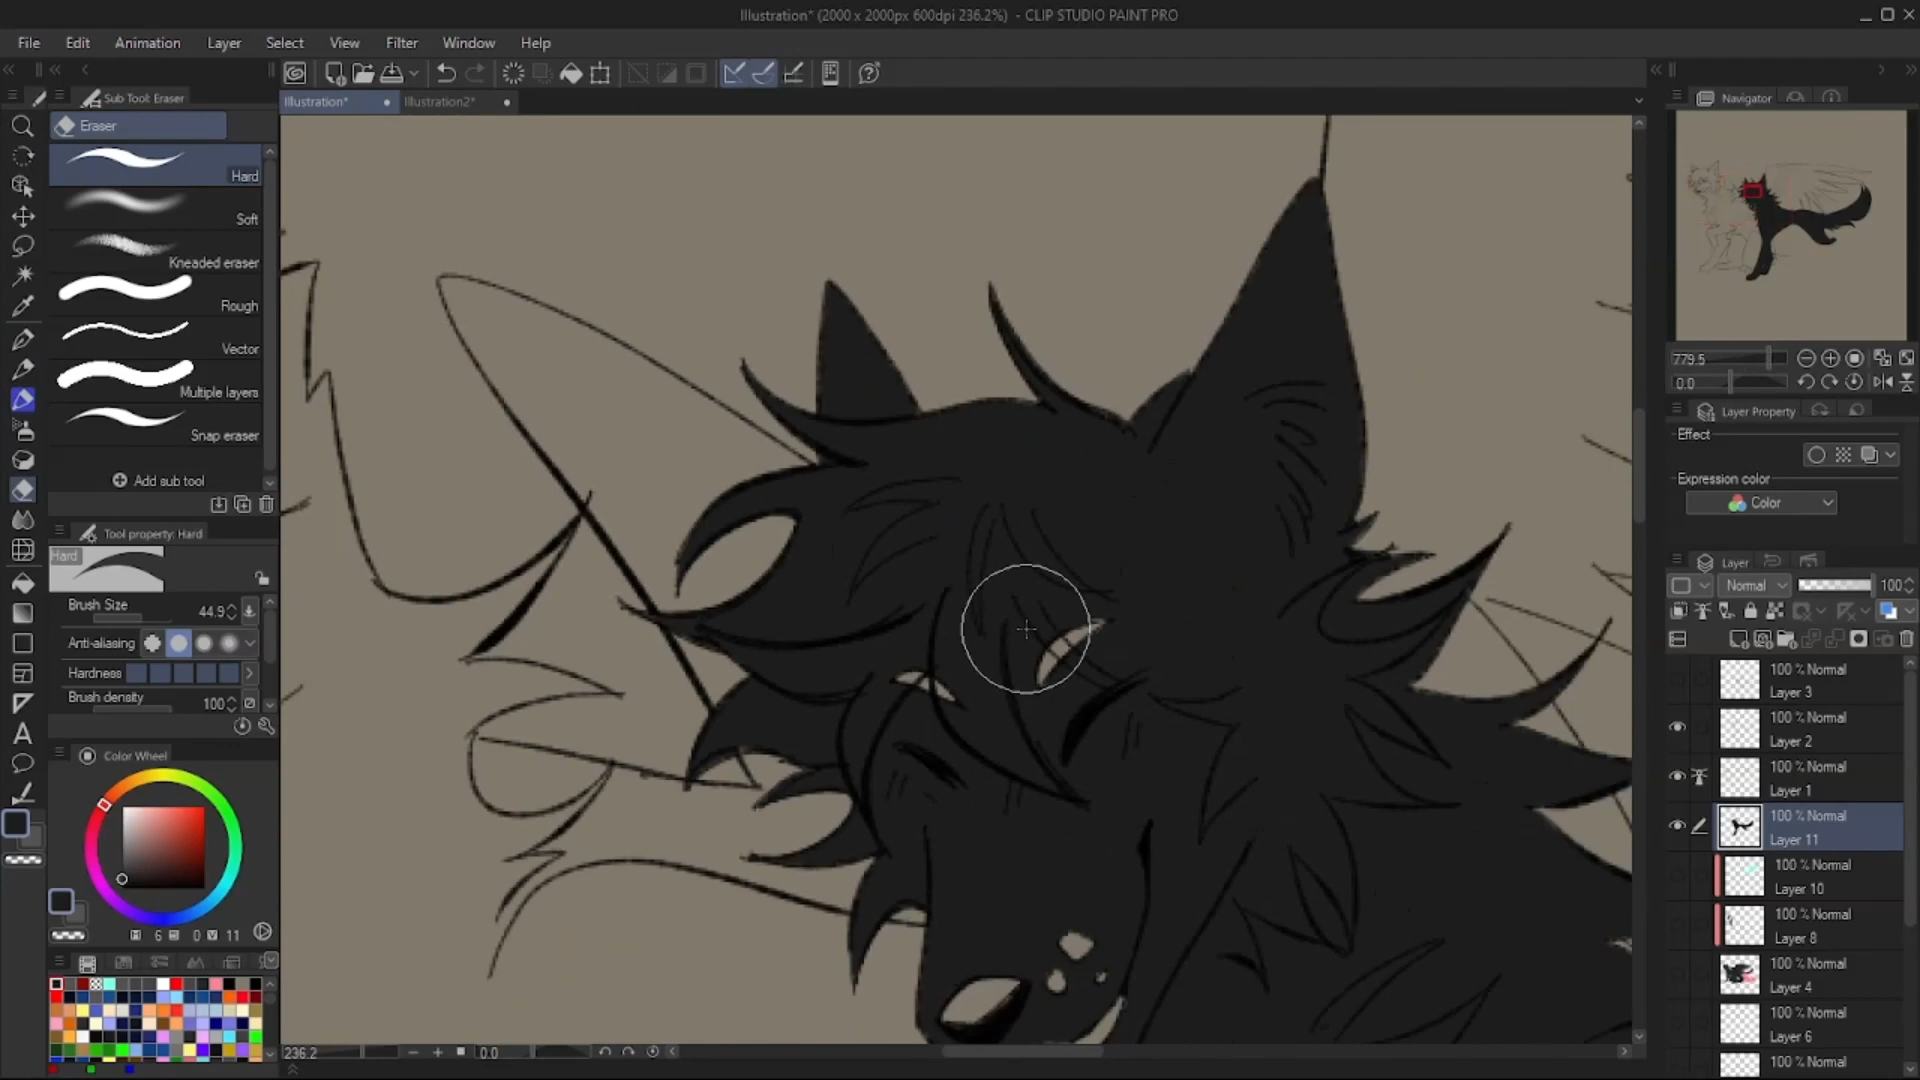 Illustration* (2000 x 2000px 600dpi 236.2%) - CLIP STUDIO PAINT PRO
File Edit Animation Layer Select View Filter Window Help
Sub Tool: Eraser
Illustration*
Illustration2*
Navigator
Eraser
Hard
Soft
Kneaded eraser
Rough
Vector
Multiple layers
Snap eraser
Add sub tool
Tool property: Hard
Hard
Brush Size 44.9
Anti-aliasing
Hardness
Brush density 100
Color Wheel
H 6 S 0 V 11
236.2
0.0
779.5
0.0
Layer Property
Effect
Expression color
Color
Layer
Normal 100
100 % Normal
Layer 3
100 % Normal
Layer 2
100 % Normal
Layer 1
100 % Normal
Layer 11
100 % Normal
Layer 10
100 % Normal
Layer 8
100 % Normal
Layer 4
100 % Normal
Layer 6
100 % Normal